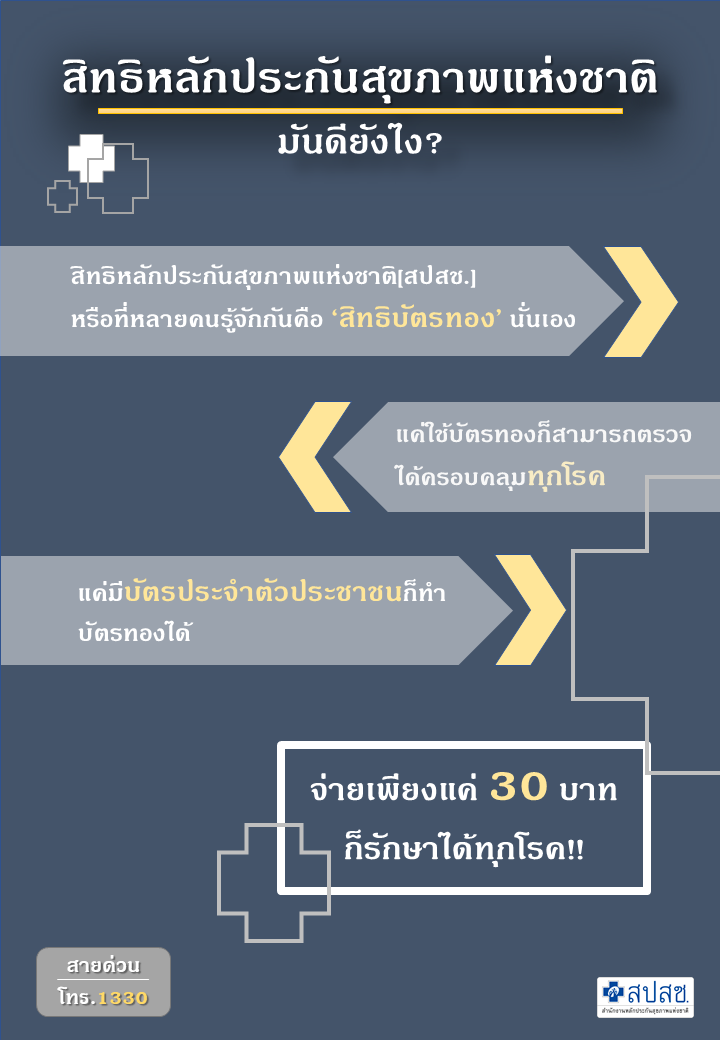 สิทธิหลักประกันสุขภาพแห่งชาติ
มันดียังไง?
สิทธิหลักประกันสุขภาพแห่งชาติ[สปสช.]
หรือที่หลายคนรู้จักกันคือ ‘สิทธิบัตรทอง’ นั่นเอง
แค่ใช้บัตรทองก็สามารถตรวจ
ได้ครอบคลุมทุกโรค
แค่มีบัตรประจำตัวประชาชนก็ทำ
บัตรทองได้
จ่ายเพียงแค่ 30 บาท
ก็รักษาได้ทุกโรค!!
สายด่วน
โทร.1330
สปสช.
สำนักงานหลักประกันสุขภาพแห่งชาติ